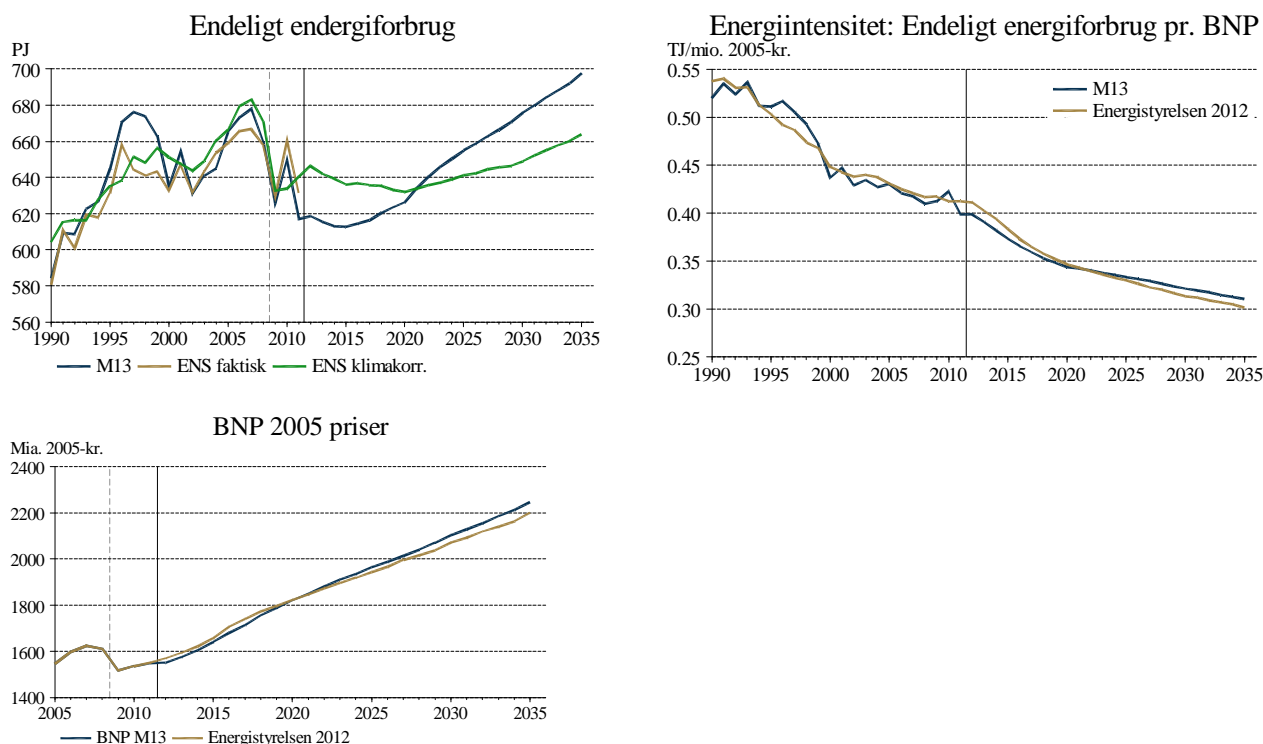 Endeligt endergiforbrug
PJ
700
680
660
640
620
600
580
560
1990 1995 2000 2005 2010 2015 2020 2025 2030 2035
M13 ENS faktisk ENS klimakorr.
Energiintensitet: Endeligt energiforbrug pr. BNP
TJ/mio. 2005-kr.
0.55
0.50
0.45
0.40
0.35
0.30
0.25
M13
Energistyrelsen 2012
1990 1995 2000 2005 2010 2015 2020 2025 2030 2035
BNP 2005 priser
Mia. 2005-kr.
2400
2200
2000
1800
1600
1400
2005 2010 2015 2020 2025 2030 2035
BNP M13 Energistyrelsen 2012